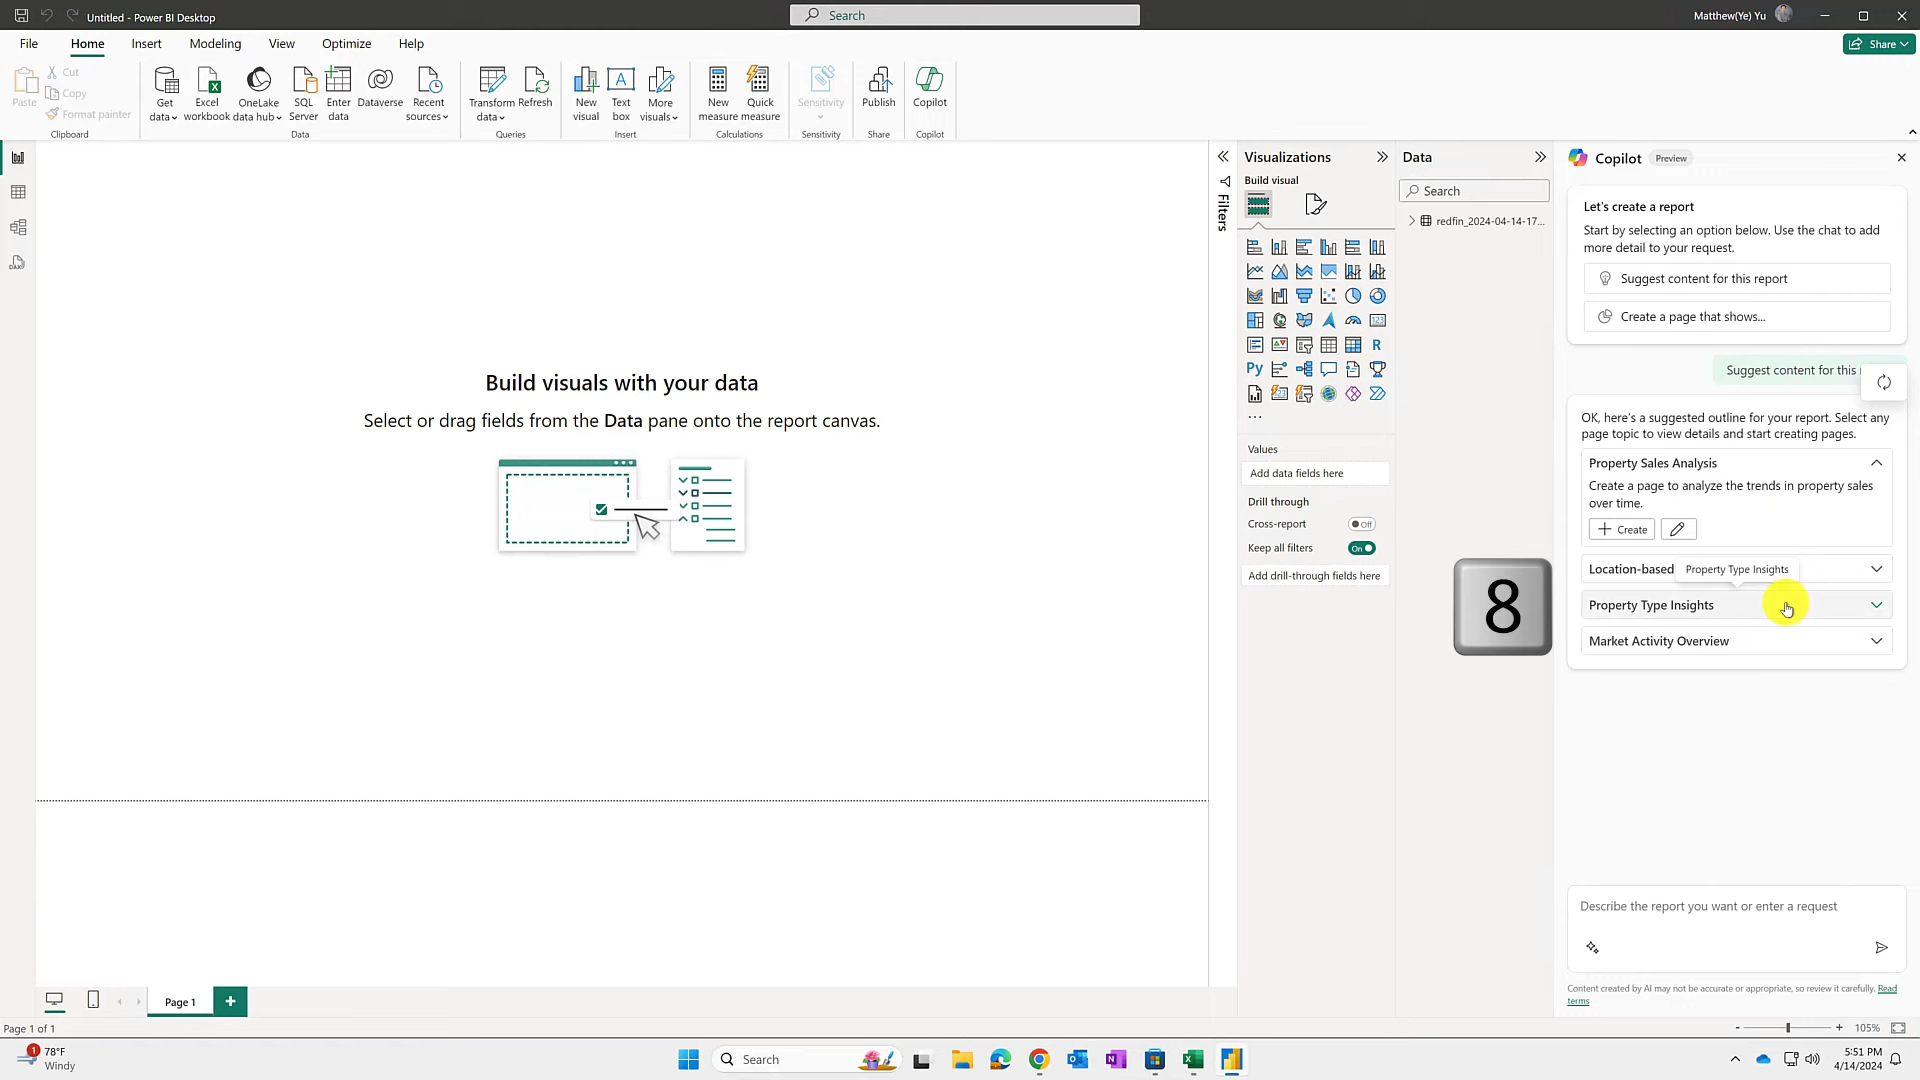 Untitled - Power BI Desktop
Search
Matthew(Ye) Yu
File
Home
Insert
Modeling
View
Optimize
Help
Share
Paste
Cut
Copy
Format painter
Clipboard
Get
data
Excel
workbook
OneLake
data hub
SQL
Server
Enter
data
Dataverse
Recent
sources
Data
Transform
data
Refresh
Queries
New
visual
Text
box
More
visuals
Insert
New
measure
Quick
measure
Calculations
Sensitivity
Sensitivity
Publish
Share
Copilot
Copilot
DAX
Build visuals with your data
Select or drag fields from the Data pane onto the report canvas.
Filters
Visualizations
Build visual
123
R
Py
...
Values
Add data fields here
Drill through
Cross-report
Off
Keep all filters
On
Add drill-through fields here
Data
Search
redfin_2024-04-14-17...
8
Copilot
Preview
Let's create a report
Start by selecting an option below. Use the chat to add
more detail to your request.
Suggest content for this report
Create a page that shows...
Suggest content for this
OK, here's a suggested outline for your report. Select any
page topic to view details and start creating pages.
Property Sales Analysis
Create a page to analyze the trends in property sales
over time.
Create
Location-based
Property Type Insights
Property Type Insights
Market Activity Overview
Describe the report you want or enter a request
Content created by AI may not be accurate or appropriate, so review it carefully. Read
terms
Page 1
+
Page 1 of 1
- + 105%
1
78°F
Windy
Search
5:51 PM
4/14/2024